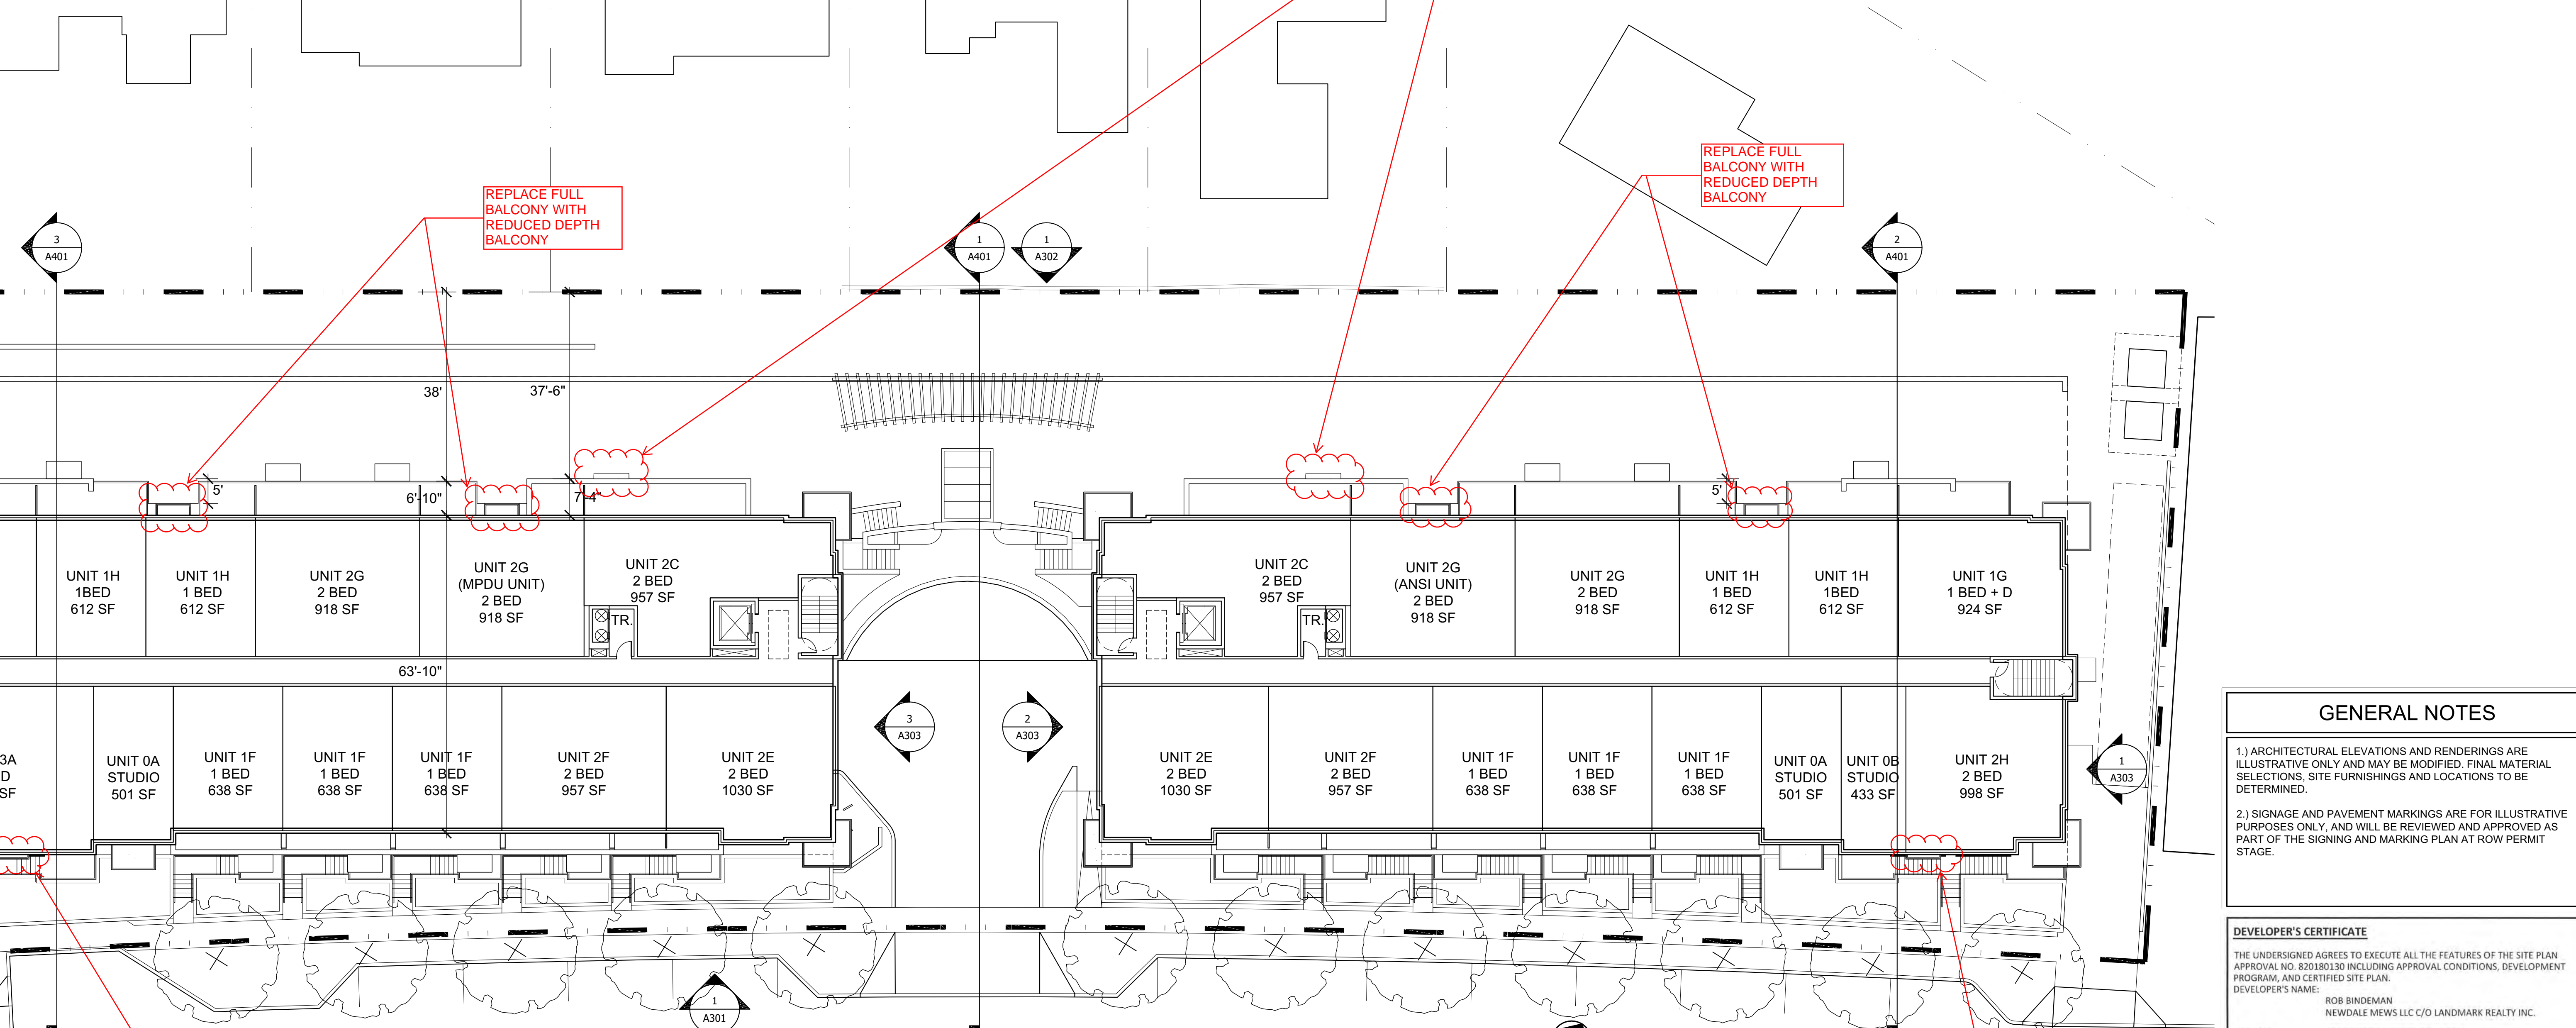 REPLACE FULL
BALCONY WITH
REDUCED DEPTH
BALCONY
REPLACE FULL
BALCONY WITH
REDUCED DEPTH
BALCONY
3
A401
1
A401
1
A302
2
A401
38'
37'-6"
5'
6'-10"
7'-4"
5'
UNIT 1H
1BED
612 SF
UNIT 1H
1 BED
612 SF
UNIT 2G
2 BED
918 SF
UNIT 2G
(MPDU UNIT)
2 BED
918 SF
UNIT 2C
2 BED
957 SF
TR.
UNIT 2C
2 BED
957 SF
TR.
UNIT 2G
(ANSI UNIT)
2 BED
918 SF
UNIT 2G
2 BED
918 SF
UNIT 1H
1 BED
612 SF
UNIT 1H
1BED
612 SF
UNIT 1G
1 BED + D
924 SF
63'-10"
3A
D
SF
UNIT 0A
STUDIO
501 SF
UNIT 1F
1 BED
638 SF
UNIT 1F
1 BED
638 SF
UNIT 1F
1 BED
638 SF
UNIT 2F
2 BED
957 SF
UNIT 2E
2 BED
1030 SF
3
A303
2
A303
UNIT 2E
2 BED
1030 SF
UNIT 2F
2 BED
957 SF
UNIT 1F
1 BED
638 SF
UNIT 1F
1 BED
638 SF
UNIT 1F
1 BED
638 SF
UNIT 0A
STUDIO
501 SF
UNIT 0B
STUDIO
433 SF
UNIT 2H
2 BED
998 SF
1
A303
1
A301
GENERAL NOTES
1.) ARCHITECTURAL ELEVATIONS AND RENDERINGS ARE
ILLUSTRATIVE ONLY AND MAY BE MODIFIED. FINAL MATERIAL
SELECTIONS, SITE FURNISHINGS AND LOCATIONS TO BE
DETERMINED.
2.) SIGNAGE AND PAVEMENT MARKINGS ARE FOR ILLUSTRATIVE
PURPOSES ONLY, AND WILL BE REVIEWED AND APPROVED AS
PART OF THE SIGNING AND MARKING PLAN AT ROW PERMIT
STAGE.
DEVELOPER'S CERTIFICATE
THE UNDERSIGNED AGREES TO EXECUTE ALL THE FEATURES OF THE SITE PLAN
APPROVAL NO. 820180130 INCLUDING APPROVAL CONDITIONS, DEVELOPMENT
PROGRAM, AND CERTIFIED SITE PLAN.
DEVELOPER'S NAME:
ROB BINDEMAN
NEWDALE MEWS LLC C/O LANDMARK REALTY INC.